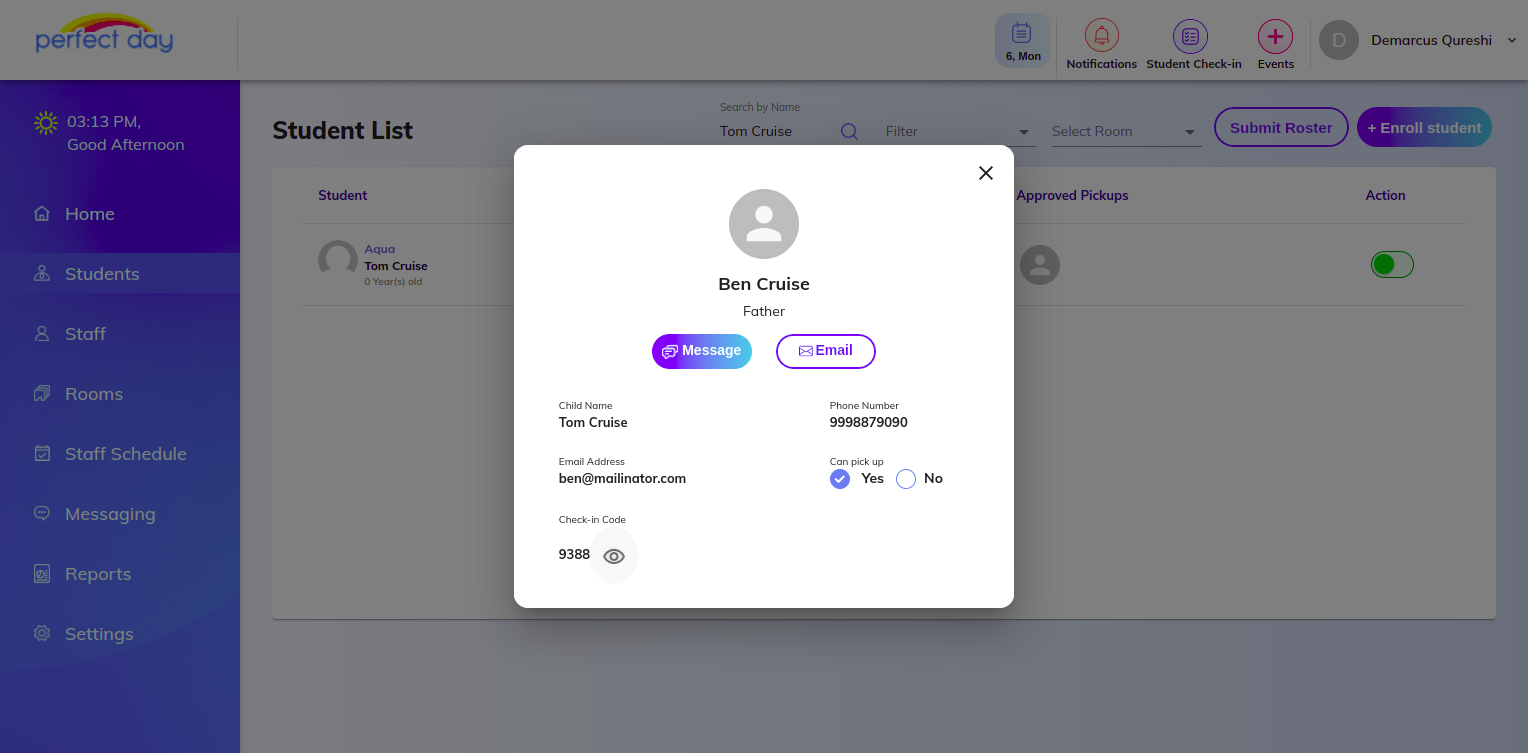 perfect day
6, Mon
Notifications
Student Check-in
Events
D
Demarcus Qureshi
03:13 PM,
Good Afternoon
Home
Students
Staff
Rooms
Staff Schedule
Messaging
Reports
Settings
Student List
Search by Name
Tom Cruise
Filter
Select Room
Submit Roster
+ Enroll student
Student
Approved Pickups
Action
Aqua
Tom Cruise
0 Year(s) old
Ben Cruise
Father
Message
Email
Child Name
Tom Cruise
Phone Number
9998879090
Email Address
ben@mailinator.com
Can pick up
Yes
No
Check-in Code
9388